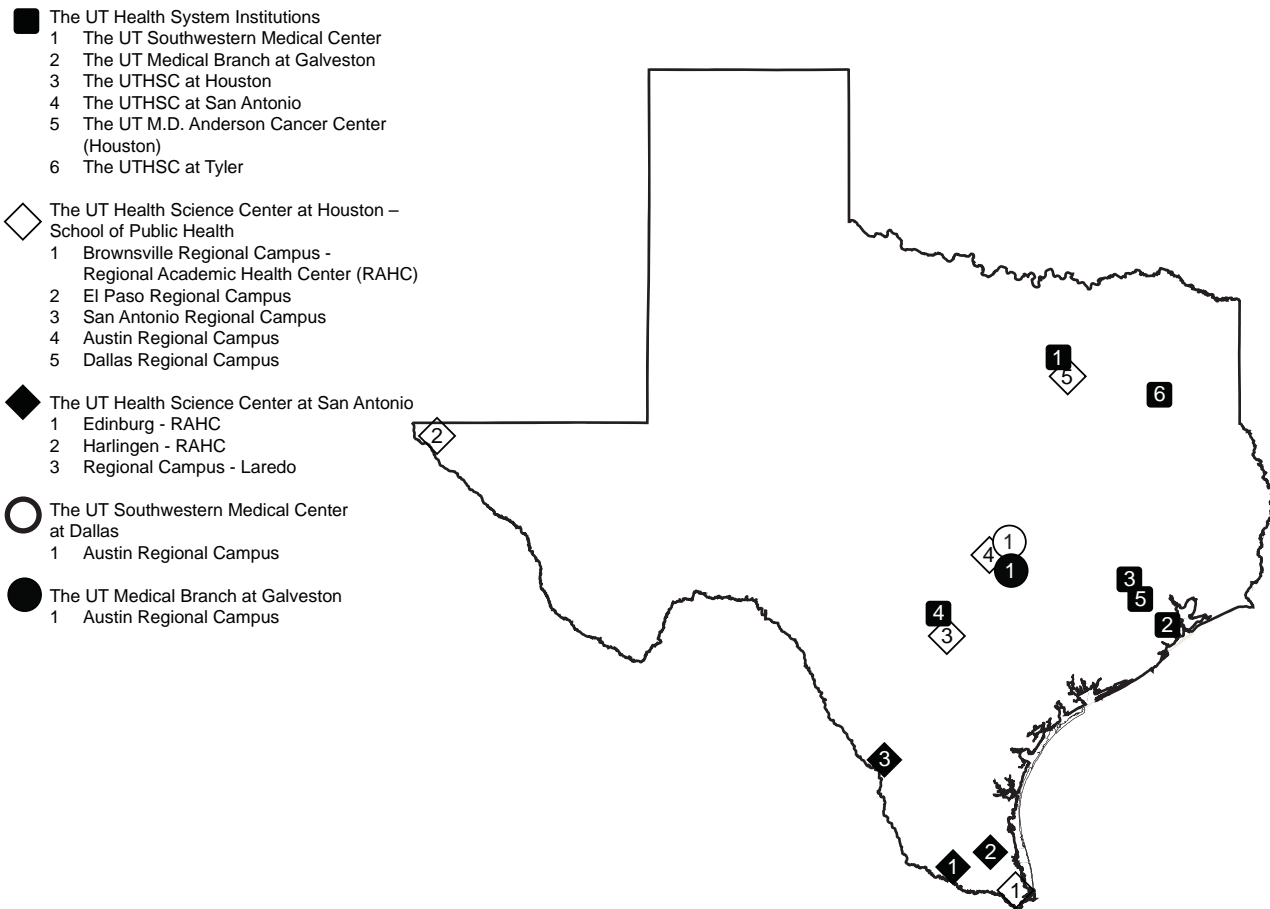 The UT Health System Institutions
1 The UT Southwestern Medical Center
2 The UT Medical Branch at Galveston
3 The UTHSC at Houston
4 The UTHSC at San Antonio
5 The UT M.D. Anderson Cancer Center
(Houston)
6 The UTHSC at Tyler
The UT Health Science Center at Houston –
School of Public Health
1 Brownsville Regional Campus -
Regional Academic Health Center (RAHC)
2 El Paso Regional Campus
3 San Antonio Regional Campus
4 Austin Regional Campus
5 Dallas Regional Campus
The UT Health Science Center at San Antonio
1 Edinburg - RAHC
2 Harlingen - RAHC
3 Regional Campus - Laredo
The UT Southwestern Medical Center
at Dallas
1 Austin Regional Campus
The UT Medical Branch at Galveston
1 Austin Regional Campus
1
5
6
2
1
4
1
3
5
4
2
3
3
2
1
1